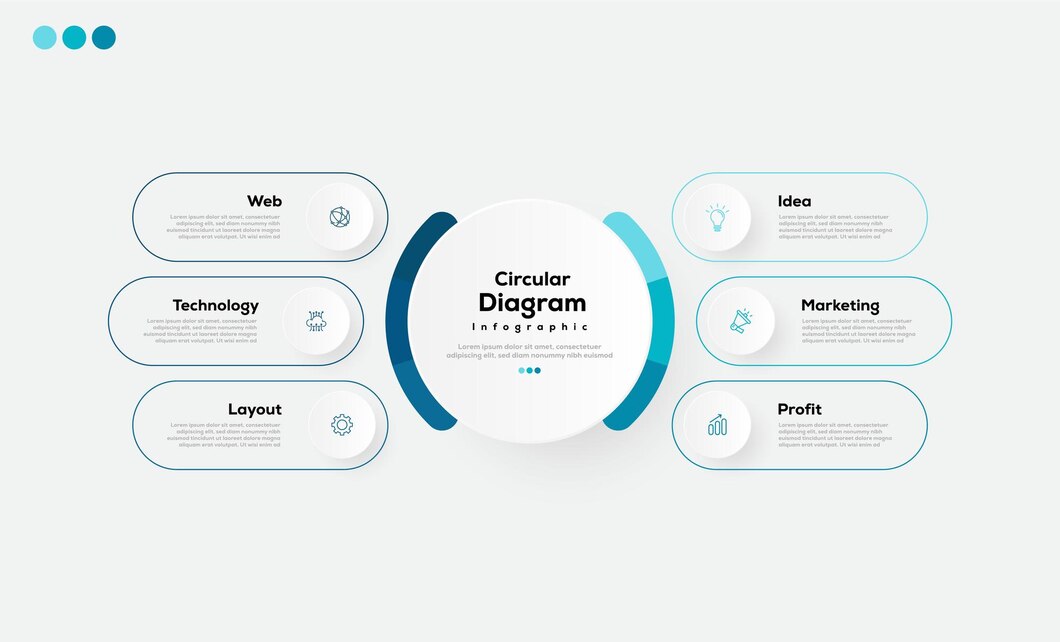 Web
Lorem ipsum dolor sit amet, consectetuer
adipiscing elit, sed diam nonummy nibh
euismod tincidunt ut laoreet dolore magna
aliquam erat volutpat. Ut wisi enim ad
Technology
Lorem ipsum dolor sit amet, consectetuer
adipiscing elit, sed diam nonummy nibh
euismod tincidunt ut laoreet dolore magna
aliquam erat volutpat. Ut wisi enim ad
Layout
Lorem ipsum dolor sit amet, consectetuer
adipiscing elit, sed diam nonummy nibh
euismod tincidunt ut laoreet dolore magna
aliquam erat volutpat. Ut wisi enim ad
Circular
Diagram
Infographic
Lorem ipsum dolor sit amet, consectetuer
adipiscing elit, sed diam nonummy nibh euismod
Idea
Lorem ipsum dolor sit amet, consectetuer
adipiscing elit, sed diam nonummy nibh
euismod tincidunt ut laoreet dolore magna
aliquam erat volutpat. Ut wisi enim ad
Marketing
Lorem ipsum dolor sit amet, consectetuer
adipiscing elit, sed diam nonummy nibh
euismod tincidunt ut laoreet dolore magna
aliquam erat volutpat. Ut wisi enim ad
Profit
Lorem ipsum dolor sit amet, consectetuer
adipiscing elit, sed diam nonummy nibh
euismod tincidunt ut laoreet dolore magna
aliquam erat volutpat. Ut wisi enim ad